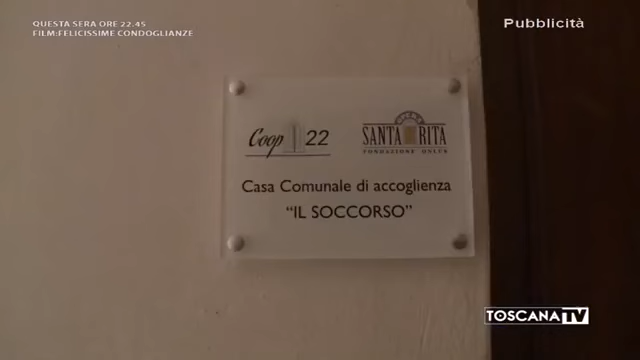 QUESTA SERA ORE 22.45
FILM:FELICISSIME CONDOGLIANZE
Pubblicità
Coop 22
SANTA RITA
FONDAZIONE ONLUS
Casa Comunale di accoglienza
"IL SOCCORSO"
TOSCANA TV